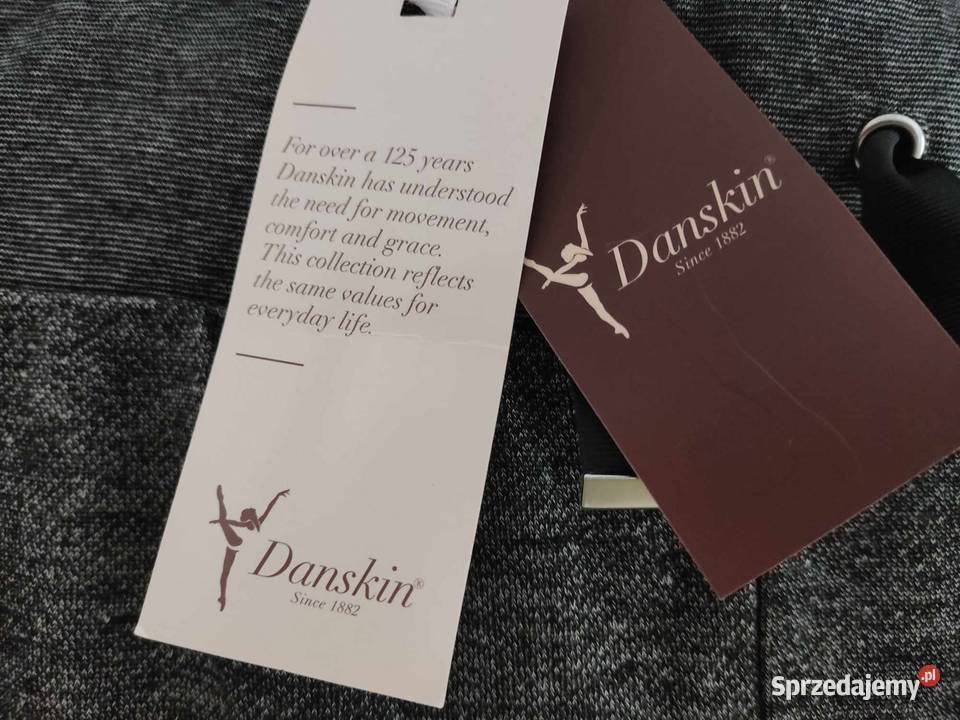 For over a 125 years
Danskin has understood
the need for movement,
comfort and grace.
This collection reflects
the same values for
everyday life.
Danskin®
Since 1882
Danskin®
Since 1882
Sprzedajemy.pl